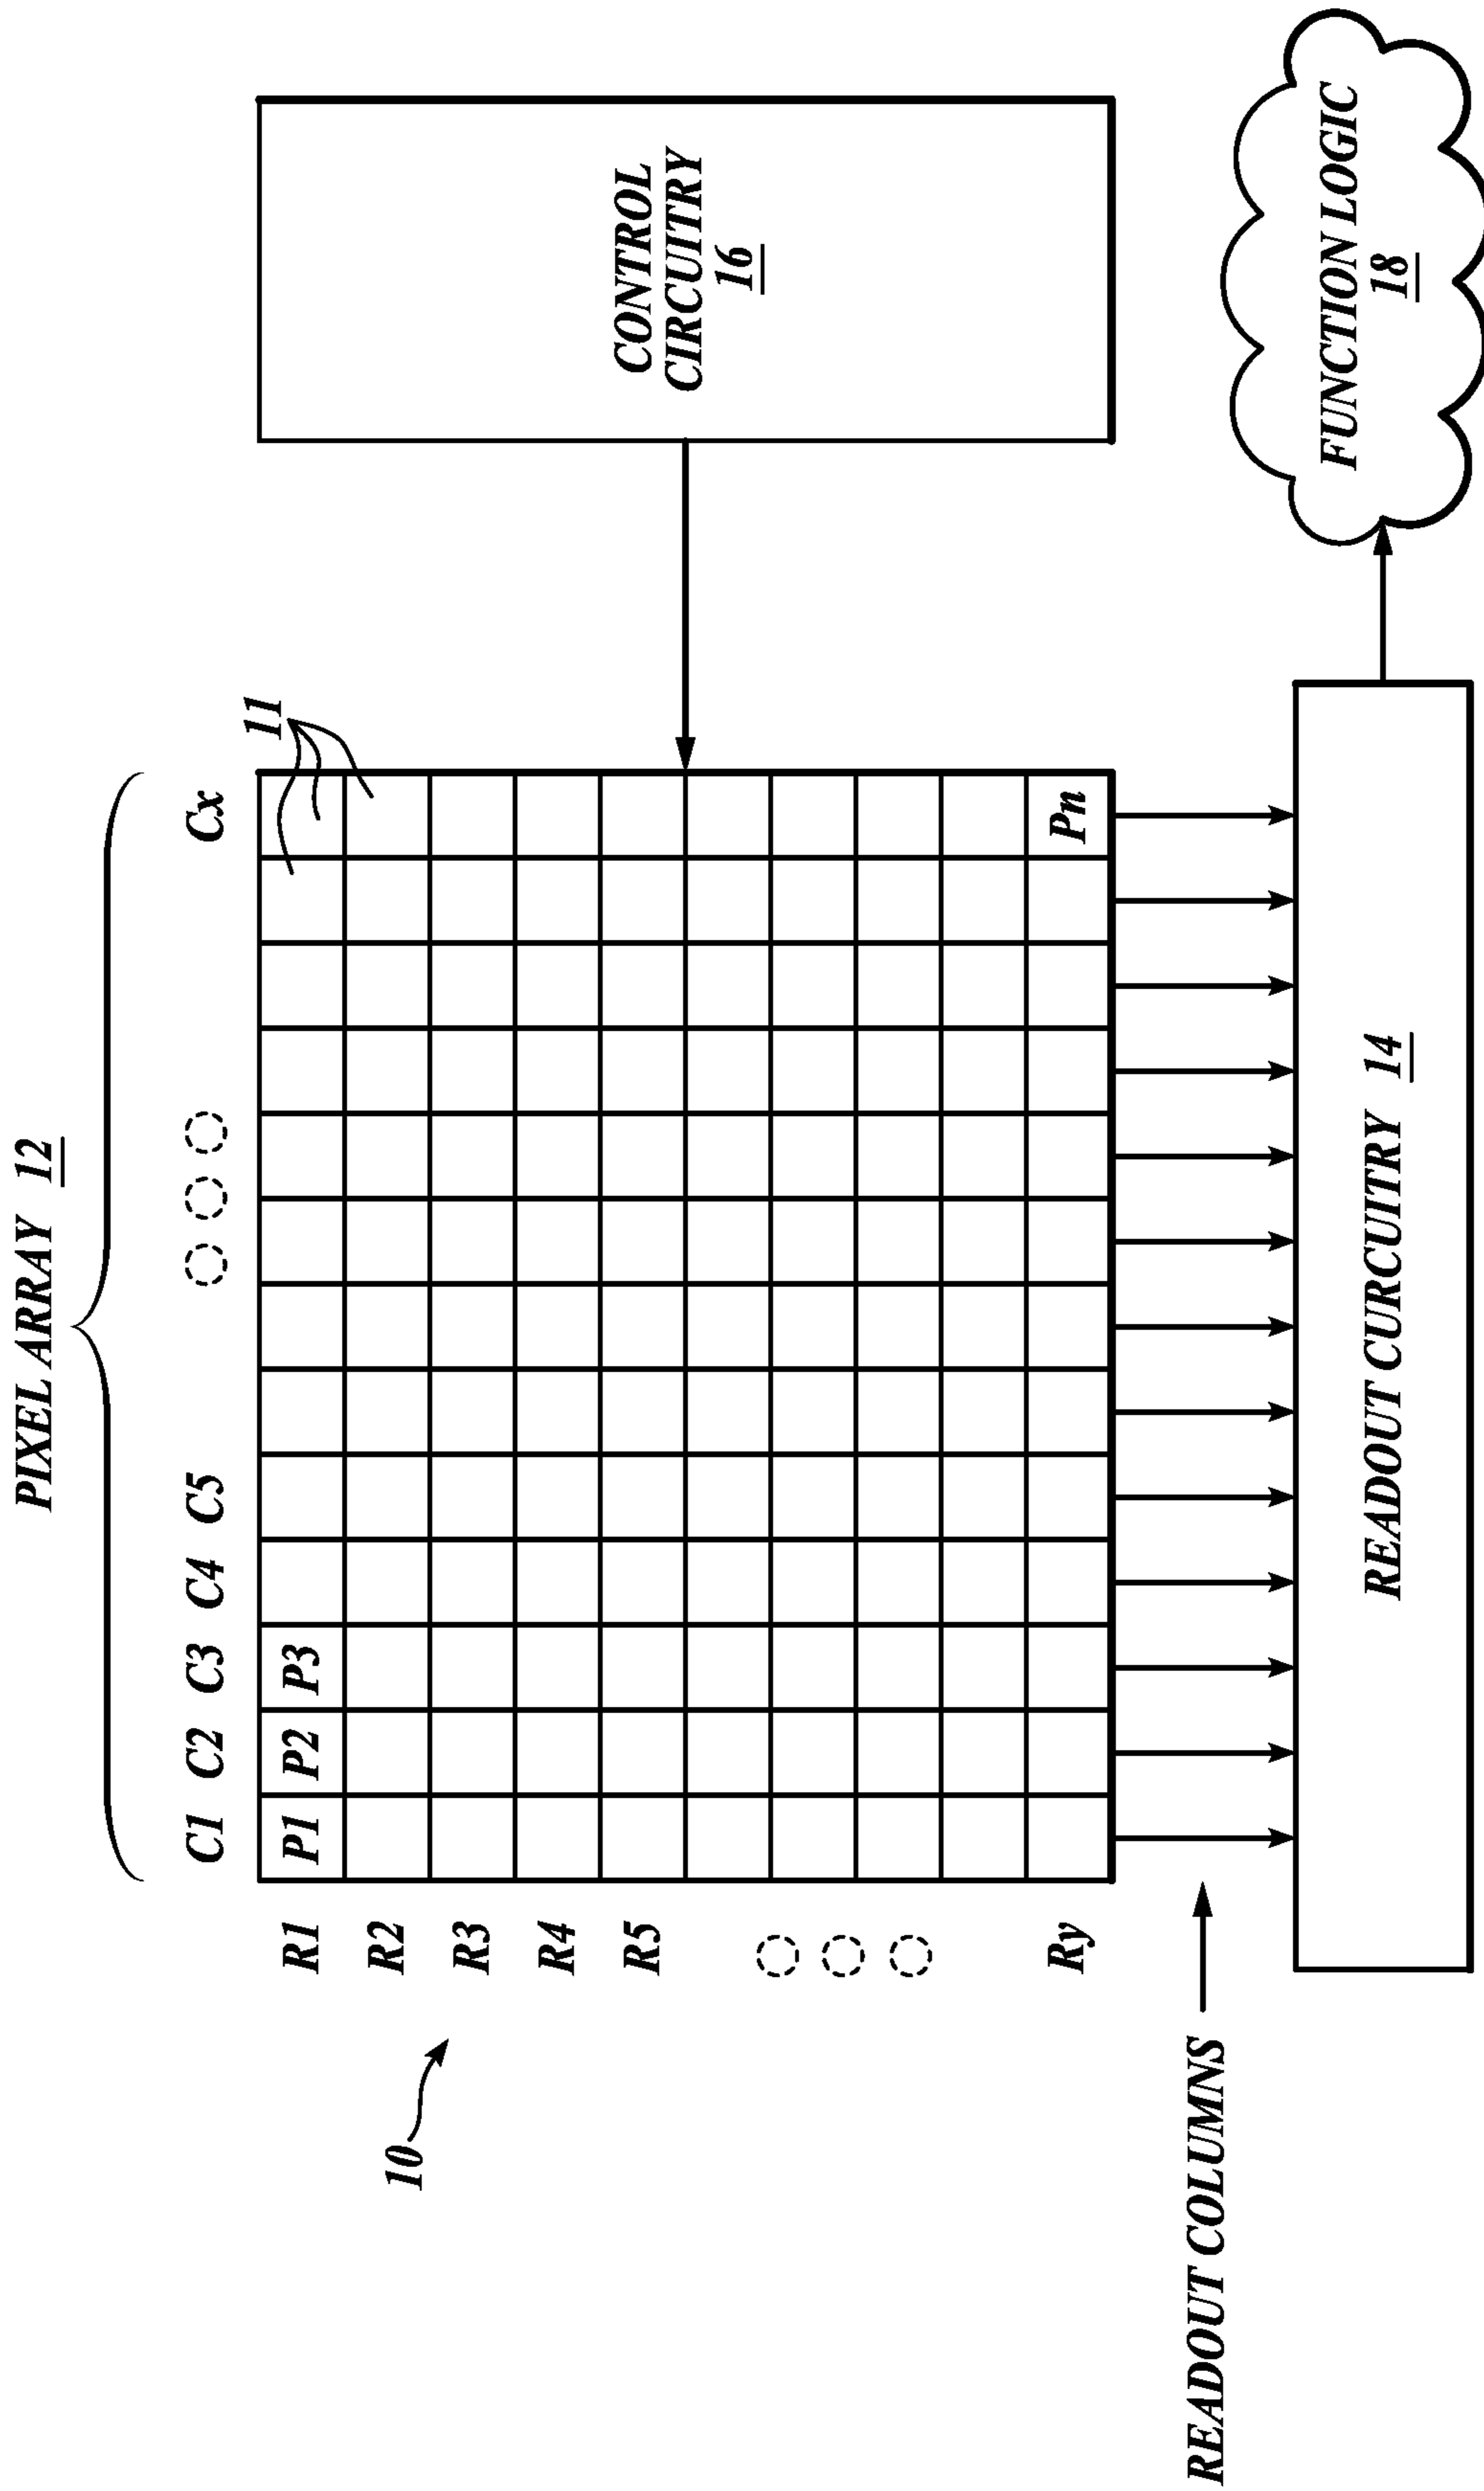 PIXEL ARRAY 12
C1 C2 C3 C4 C5 Cx
11
R1 P1 P2 P3
R2
R3
R4
R5
Ry Pn
10
CONTROL
CIRCUITRY
16
READOUT COLUMNS
READOUT CURCUITRY 14
FUNCTION LOGIC
18